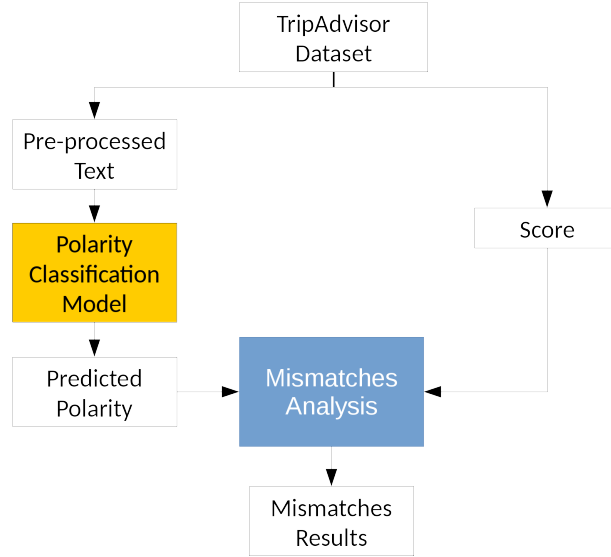 TripAdvisor
Dataset
Pre-processed
Text
Score
Polarity
Classification
Model
Predicted
Polarity
Mismatches
Analysis
Mismatches
Results